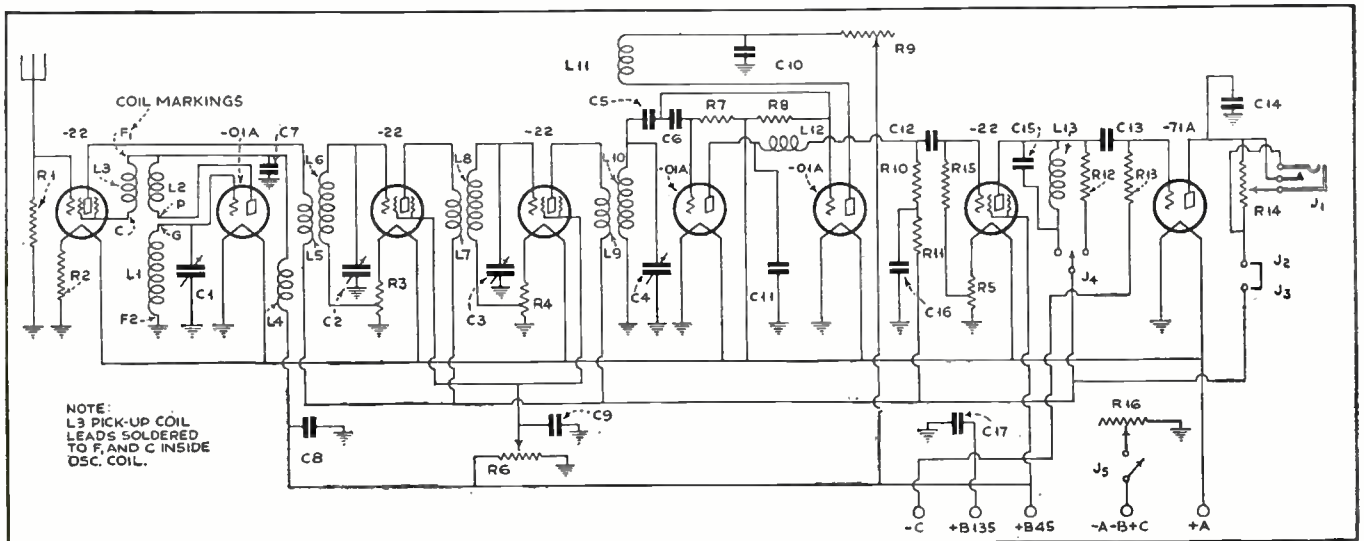 COIL MARKINGS
-22
F1
-01A
C7
-22
-22
L11
C10
R9
C5
C6
R7
R8
L12
C12
-22
C15
L13
C13
-71A
C14
R1
L3
L2
P
C
G
L6
L8
L10
-01A
-01A
R10
R15
R12
R13
R14
J1
R2
L1
C1
L4
L5
C2
R3
L7
C3
R4
L9
C4
C11
R11
C16
R5
J4
J2
J3
F2
NOTE:
L3 PICK-UP COIL
LEADS SOLDERED
TO F, AND C INSIDE
OSC. COIL.
C8
C9
R6
C17
R16
J5
-C
+B135
+B45
-A-B+C
+A